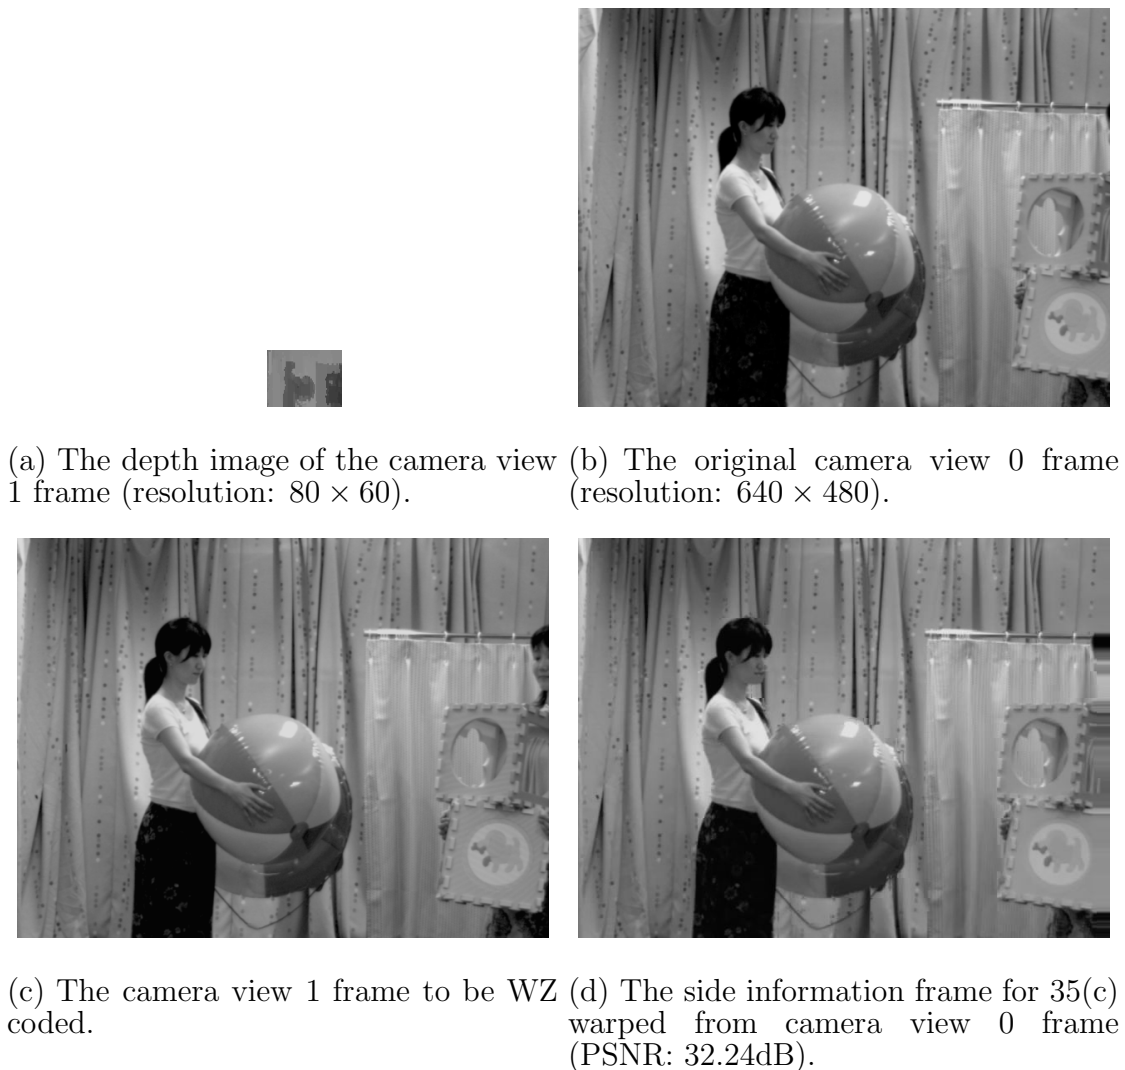 (a) The depth image of the camera view
1 frame (resolution: 80 × 60).
(b) The original camera view 0 frame
(resolution: 640 × 480).
(c) The camera view 1 frame to be WZ
coded.
(d) The side information frame for 35(c)
warped from camera view 0 frame
(PSNR: 32.24dB).